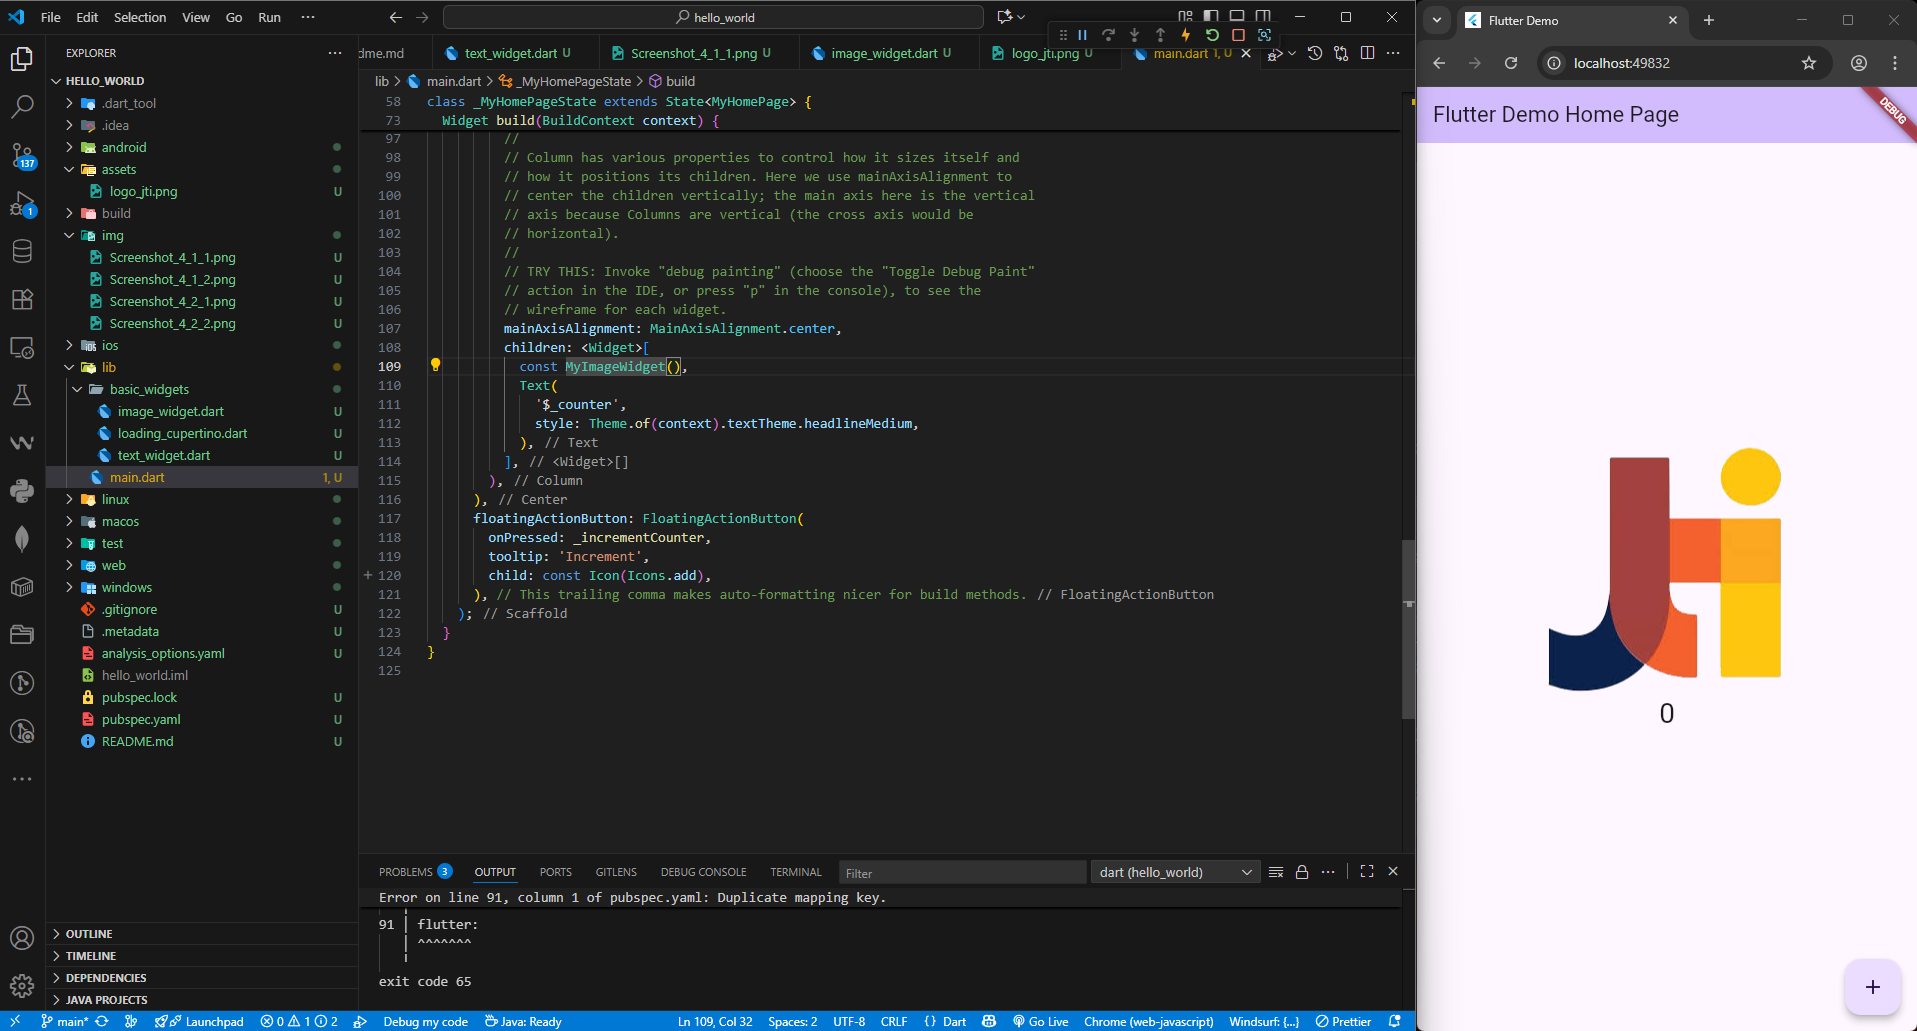 File Edit Selection View Go Run ···
hello_world
EXPLORER
HELLO_WORLD
.dart_tool
.idea
android
assets
logo_jti.png U
build
img
Screenshot_4_1_1.png U
Screenshot_4_1_2.png U
Screenshot_4_2_1.png U
Screenshot_4_2_2.png U
ios
lib
basic_widgets
image_widget.dart U
loading_cupertino.dart U
text_widget.dart U
main.dart 1, U
linux
macos
test
web
windows
.gitignore U
.metadata U
analysis_options.yaml U
hello_world.iml
pubspec.lock U
pubspec.yaml U
README.md U
OUTLINE
TIMELINE
DEPENDENCIES
JAVA PROJECTS
137
1
dme.md text_widget.dart U Screenshot_4_1_1.png U image_widget.dart U logo_jti.png U main.dart 1, U
lib > main.dart > _MyHomePageState > build
58 class _MyHomePageState extends State<MyHomePage> {
73 Widget build(BuildContext context) {
97 //
98 // Column has various properties to control how it sizes itself and
99 // how it positions its children. Here we use mainAxisAlignment to
100 // center the children vertically; the main axis here is the vertical
101 // axis because Columns are vertical (the cross axis would be
102 // horizontal).
103 //
104 // TRY THIS: Invoke "debug painting" (choose the "Toggle Debug Paint"
105 // action in the IDE, or press "p" in the console), to see the
106 // wireframe for each widget.
107 mainAxisAlignment: MainAxisAlignment.center,
108 children: <Widget>[
109 const MyImageWidget(),
110 Text(
111 '$_counter',
112 style: Theme.of(context).textTheme.headlineMedium,
113 ), // Text
114 ], // <Widget>[]
115 ), // Column
116 ), // Center
117 floatingActionButton: FloatingActionButton(
118 onPressed: _incrementCounter,
119 tooltip: 'Increment',
120 child: const Icon(Icons.add),
121 ), // This trailing comma makes auto-formatting nicer for build methods. // FloatingActionButton
122 ); // Scaffold
123 }
124 }
125
PROBLEMS 3 OUTPUT PORTS GITLENS DEBUG CONSOLE TERMINAL Filter dart (hello_world)
Error on line 91, column 1 of pubspec.yaml: Duplicate mapping key.
91 | flutter:
| ^^^^^^^
exit code 65
main* Launchpad 0 1 2 Debug my code Java: Ready Ln 109, Col 32 Spaces: 2 UTF-8 CRLF {} Dart Go Live Chrome (web-javascript) Windsurf: {...} Prettier
Flutter Demo
localhost:49832
Flutter Demo Home Page
DEBUG
0
+